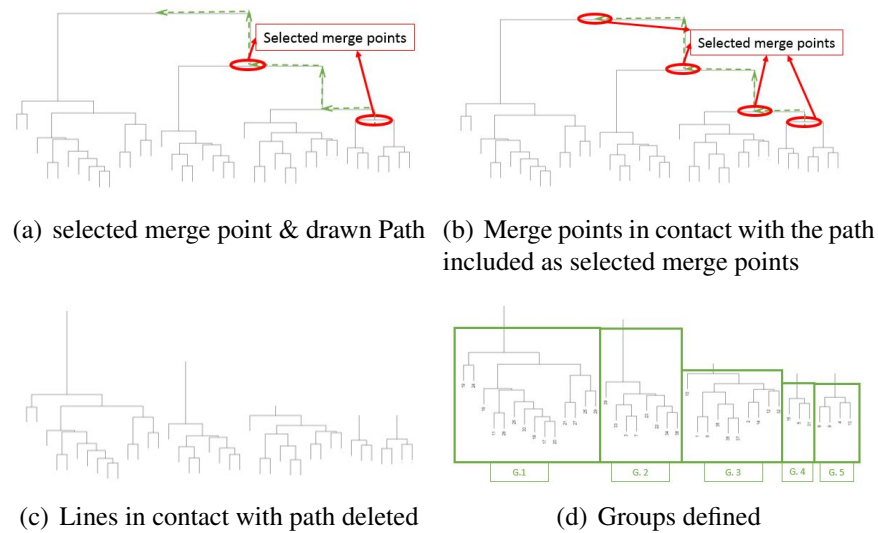 Selected merge points
Selected merge points
(a) selected merge point & drawn Path
(b) Merge points in contact with the path
included as selected merge points
G.1
G. 2
G. 3
G. 4
G. 5
(c) Lines in contact with path deleted
(d) Groups defined